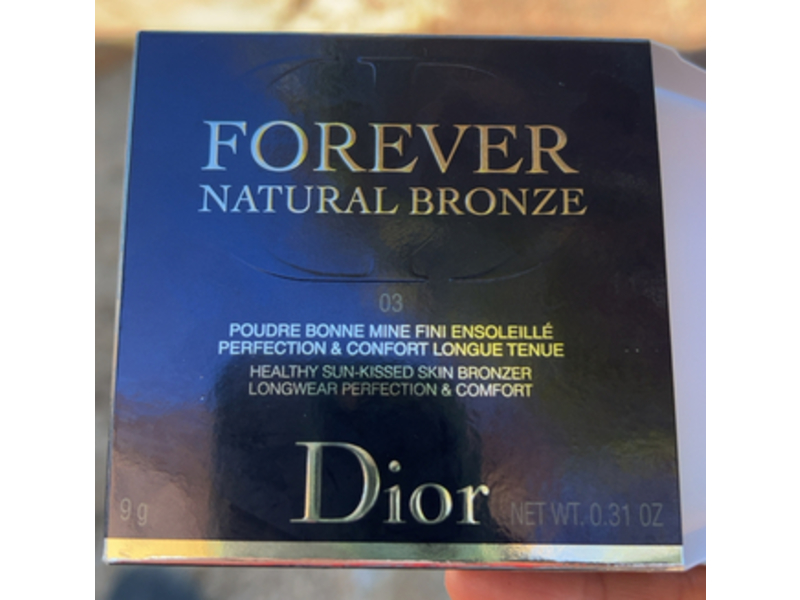 FOREVER
NATURAL BRONZE
03
POUDRE BONNE MINE FINI ENSOLEILLÉ
PERFECTION & CONFORT LONGUE TENUE
HEALTHY SUN-KISSED SKIN BRONZER
LONGWEAR PERFECTION & COMFORT
Dior
9 g NET WT. 0.31 OZ